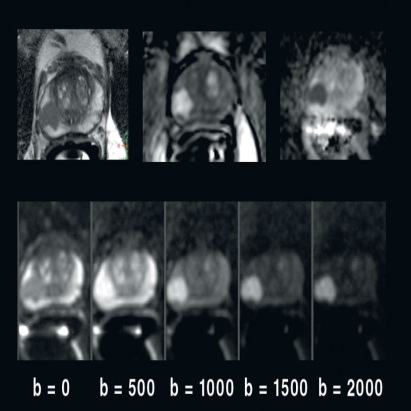 b = 0 b = 500 b = 1000 b = 1500 b = 2000